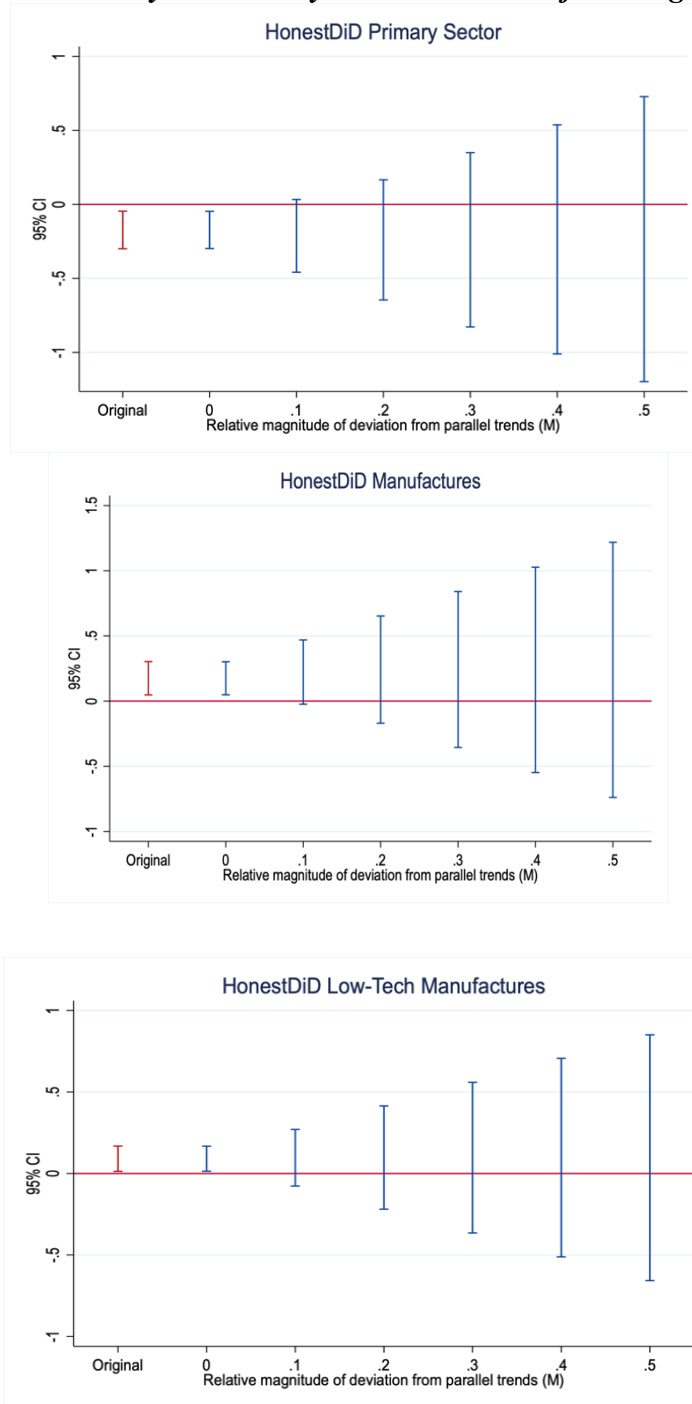 HonestDiD Primary Sector
1
.5
0
-.5
-1
95% CI
Original 0 .1 .2 .3 .4 .5
Relative magnitude of deviation from parallel trends (M)
HonestDiD Manufactures
1.5
1
.5
0
-.5
-1
95% CI
Original 0 .1 .2 .3 .4 .5
Relative magnitude of deviation from parallel trends (M)
HonestDiD Low-Tech Manufactures
1
.5
0
-.5
-1
95% CI
Original 0 .1 .2 .3 .4 .5
Relative magnitude of deviation from parallel trends (M)